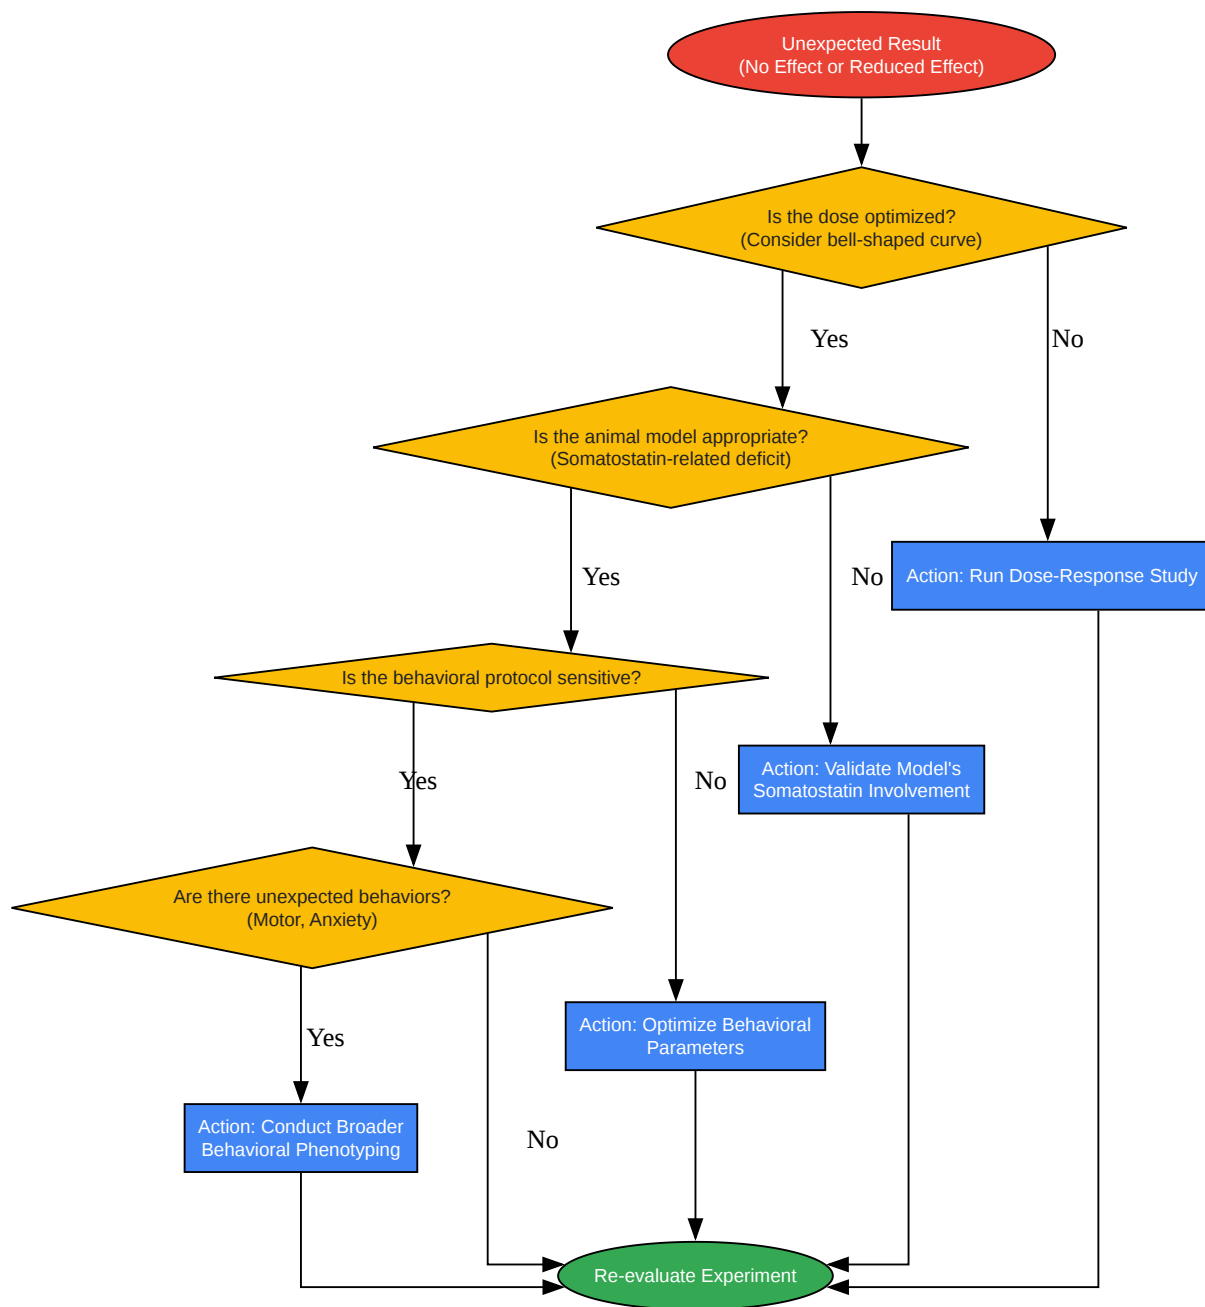 Unexpected Result
(No Effect or Reduced Effect)
Is the dose optimized?
(Consider bell-shaped curve)
Yes
No
Is the animal model appropriate?
(Somatostatin-related deficit)
Yes
No
Action: Run Dose-Response Study
Is the behavioral protocol sensitive?
Yes
No
Action: Validate Model's
Somatostatin Involvement
Are there unexpected behaviors?
(Motor, Anxiety)
Yes
Action: Optimize Behavioral
Parameters
Action: Conduct Broader
Behavioral Phenotyping
No
Re-evaluate Experiment